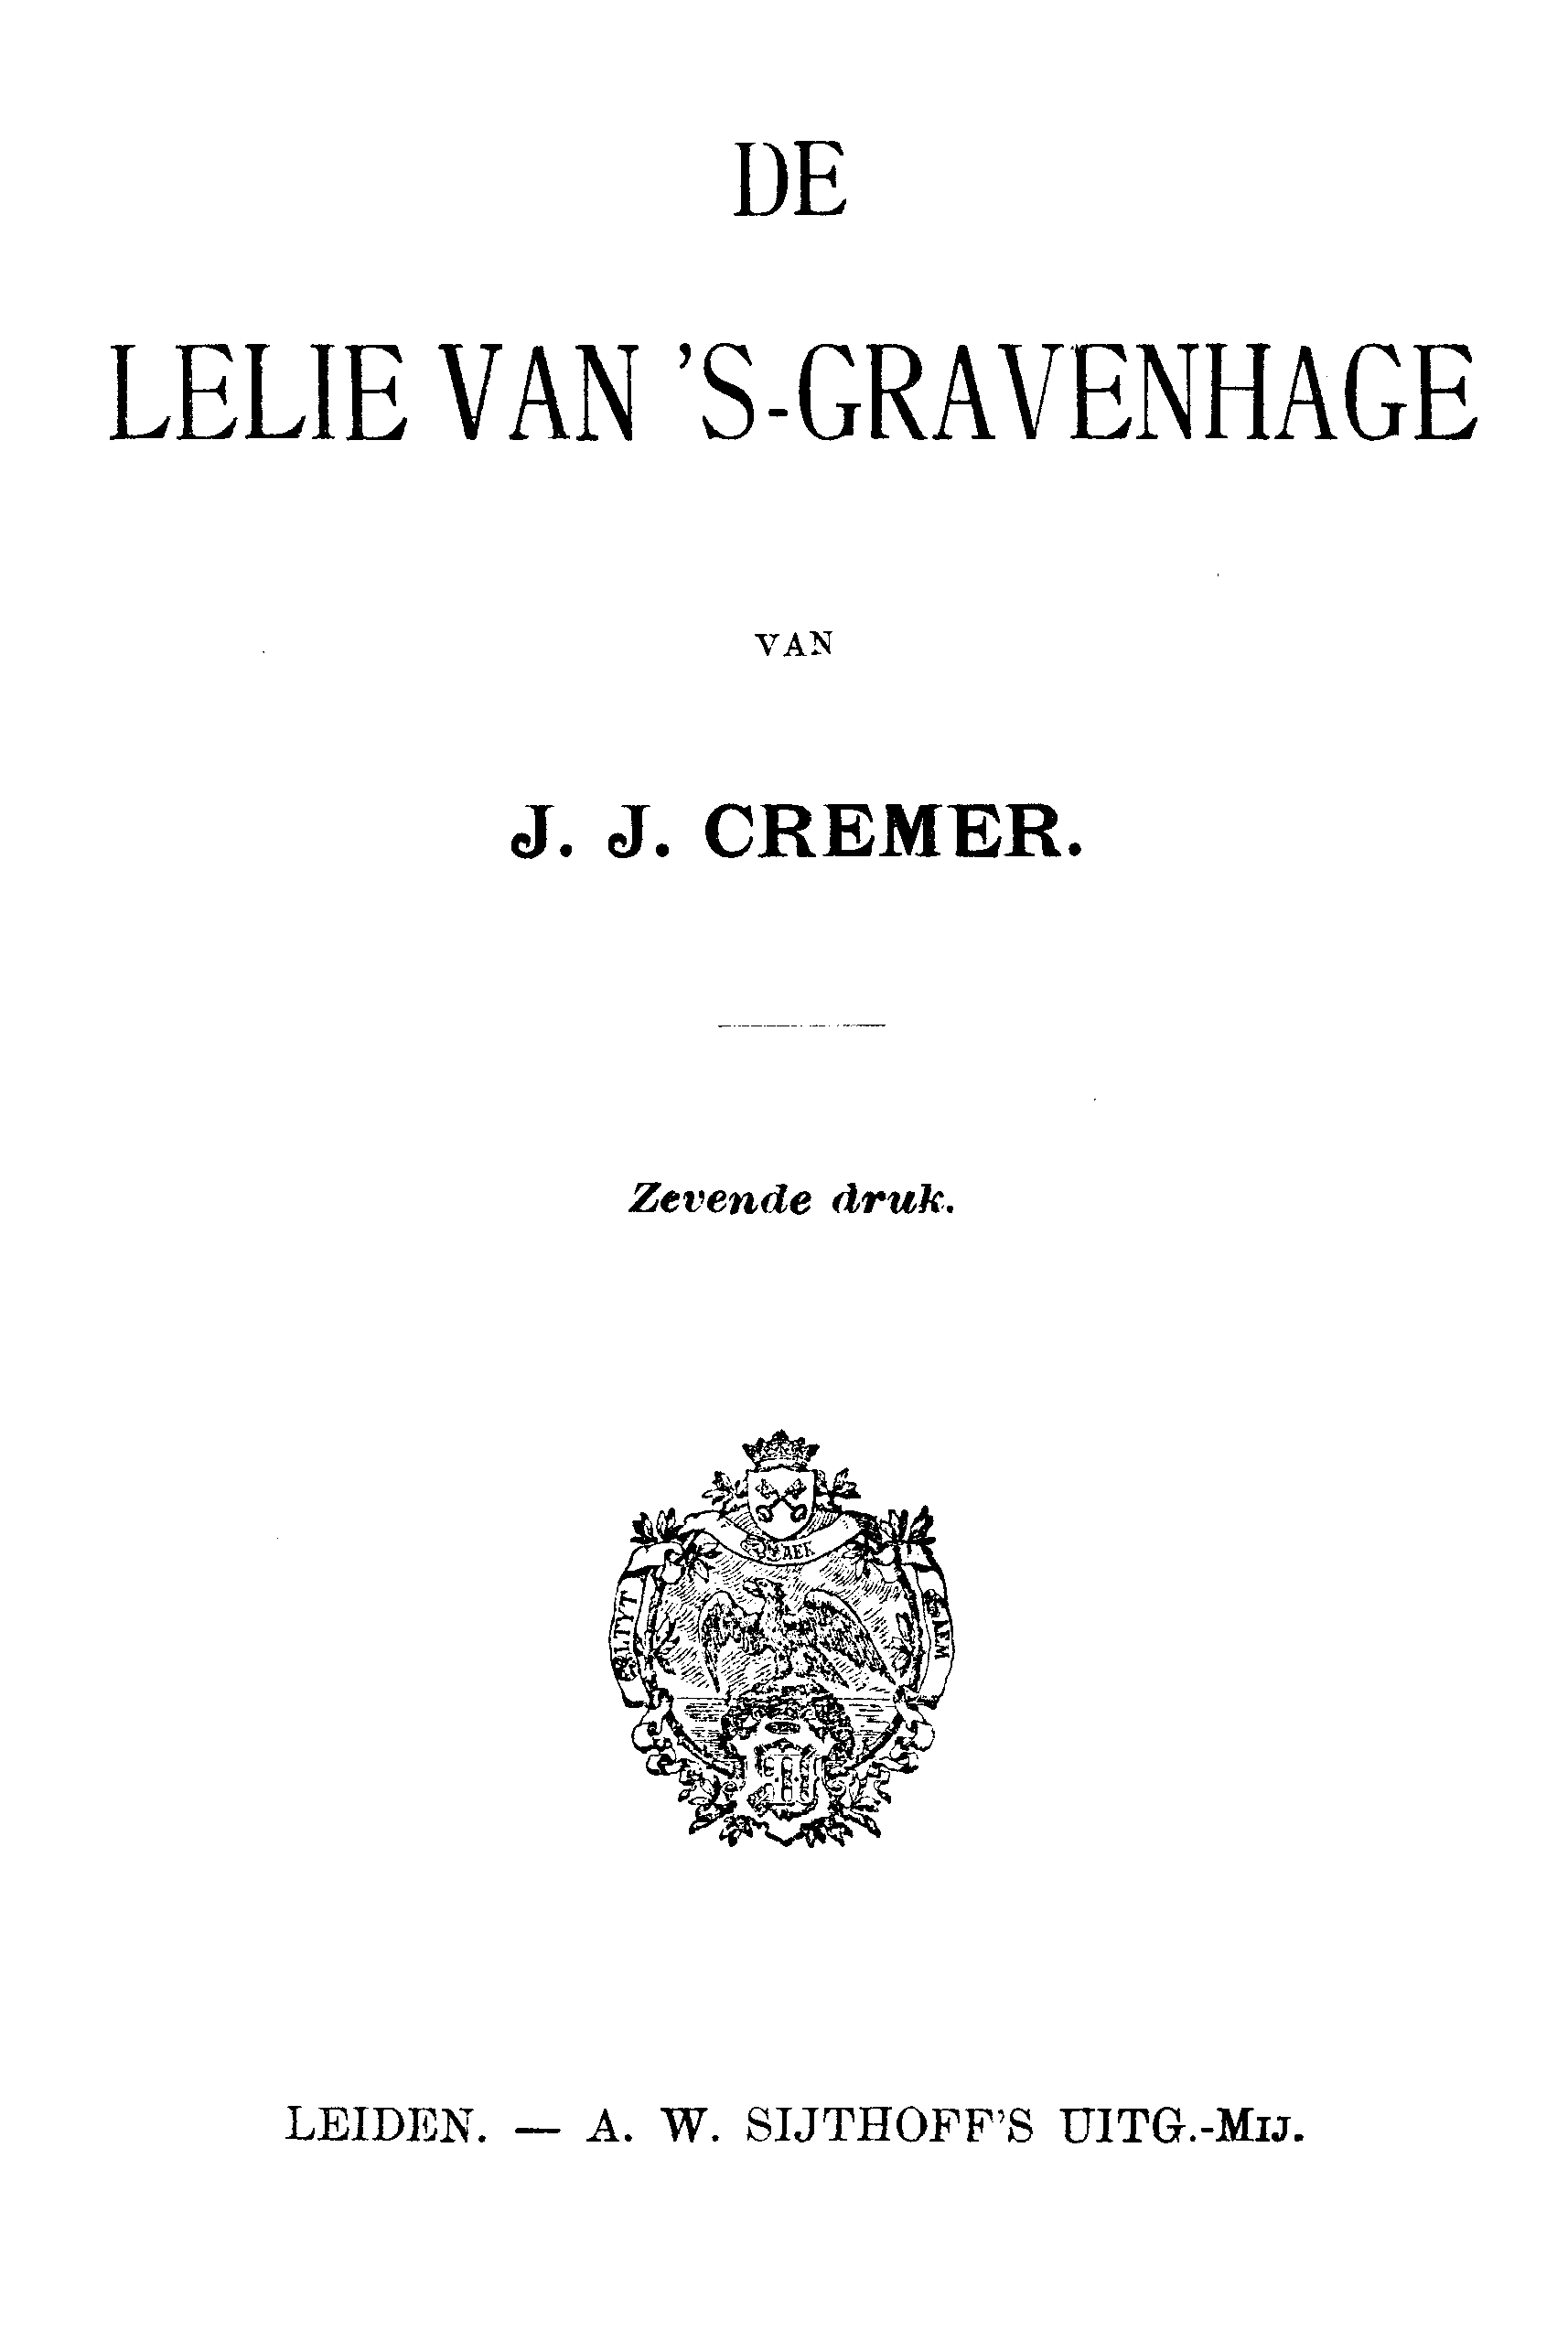 DE
LELIE VAN 'S-GRAVENHAGE
VAN
J. J. CREMER.
Zevende druk.
LEIDEN. — A. W. SIJTHOFF'S UITG.-MIJ.